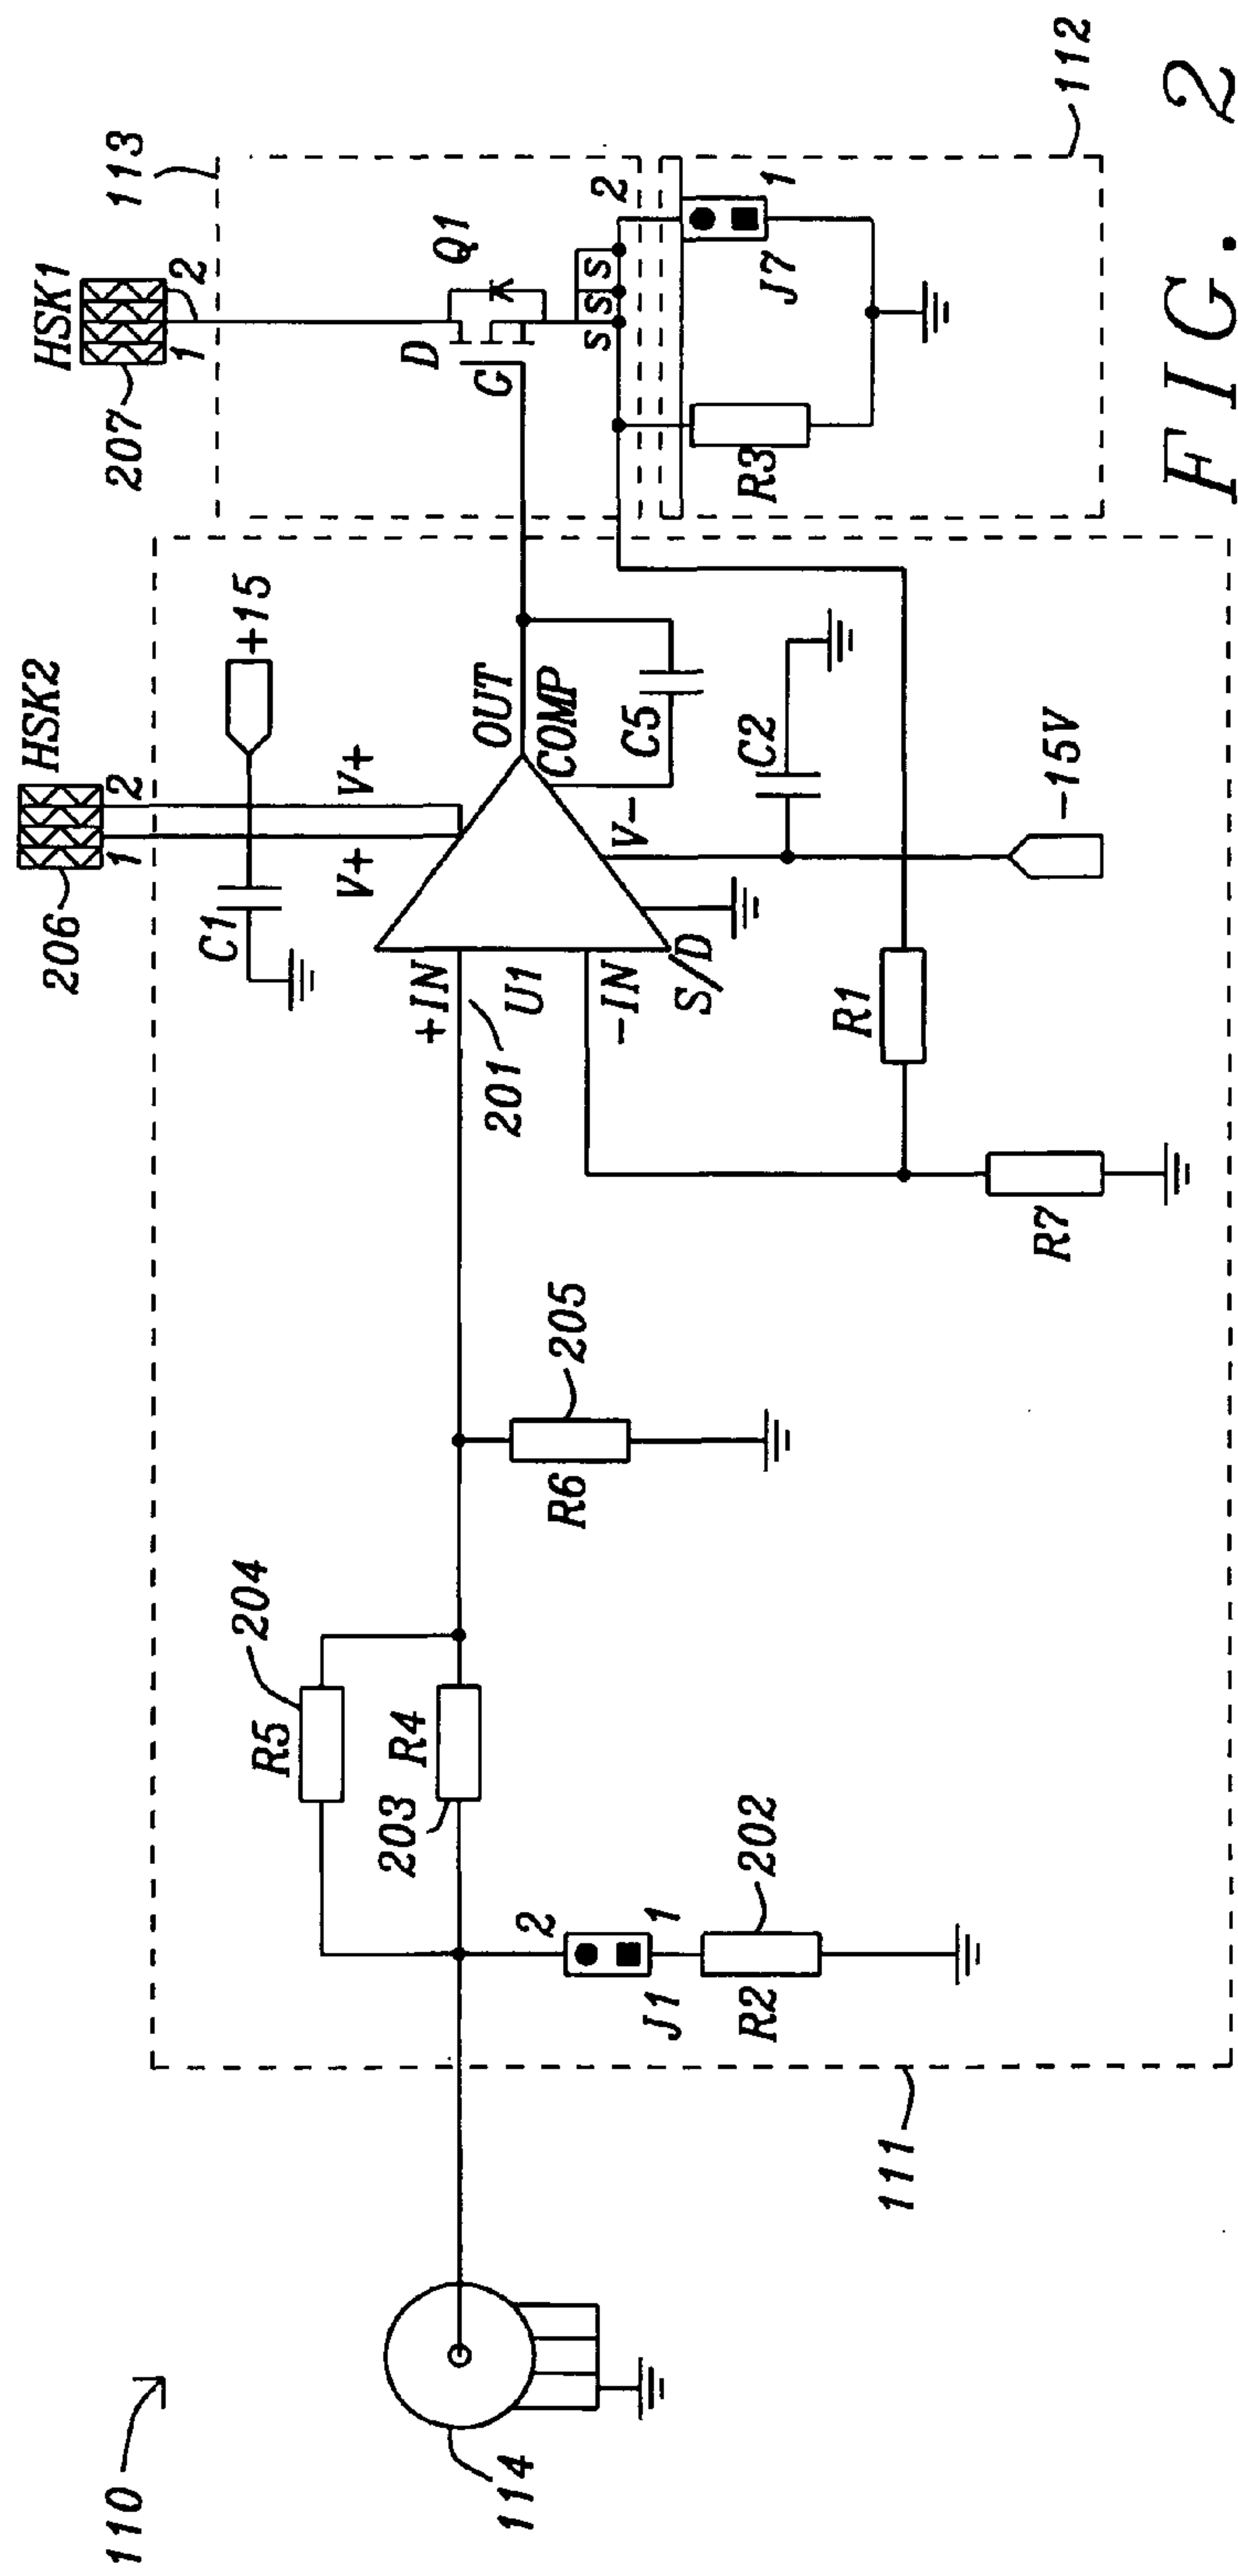 110
114
111
R5
204
203
R4
2
J1
1
R2
202
R6
205
R7
206
HSK2
1
2
C1
+15
V+
V+
+IN
201
U1
-IN
S/D
OUT
COMP
V-
C5
C2
R1
-15V
207
HSK1
1
2
113
D
G
Q1
S
S
S
2
R3
J7
1
112
FIG. 2